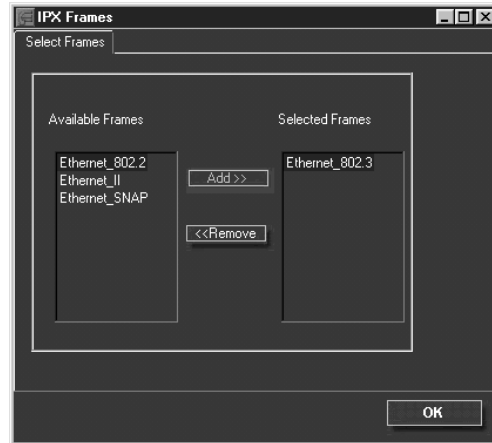 IPX Frames
Select Frames
Available Frames
Selected Frames
Ethernet_802.2
Ethernet_II
Ethernet_SNAP
Add>>
<<Remove
Ethernet_802.3
OK